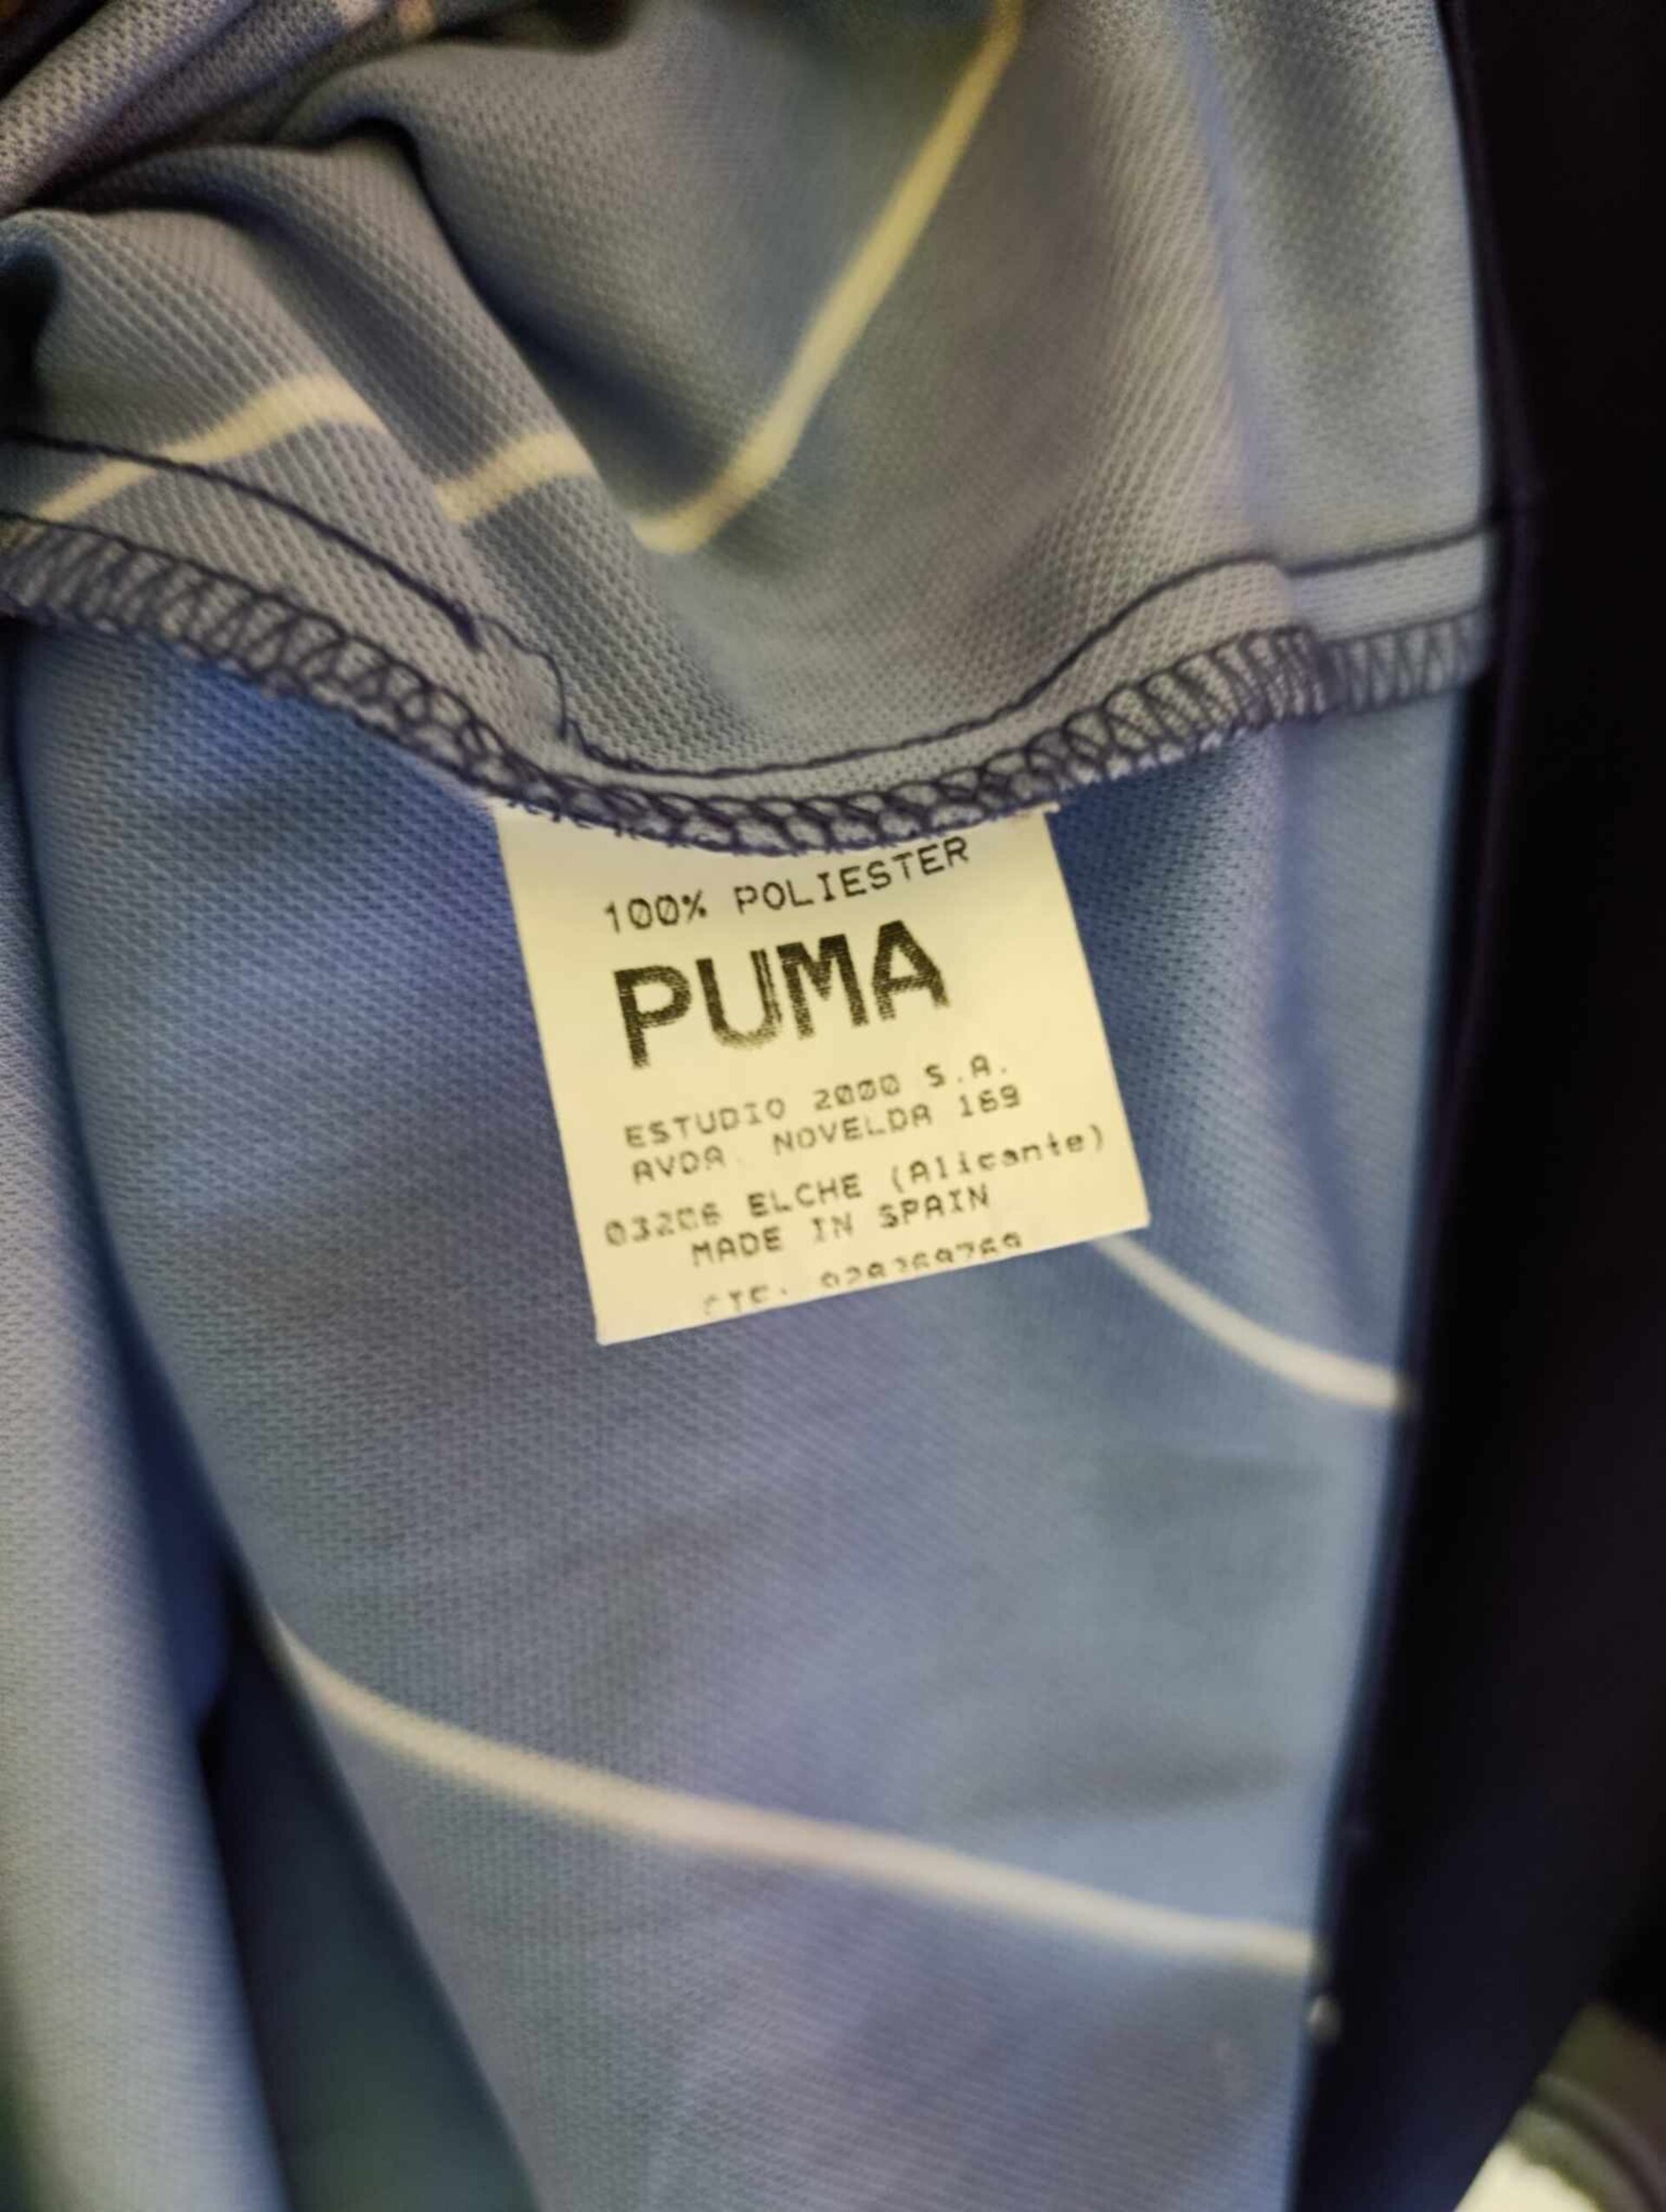 100% POLIESTER
PUMA
ESTUDIO 2000 S.A.
AVDA. NOVELDA 169
03206 ELCHE (Alicante)
MADE IN SPAIN